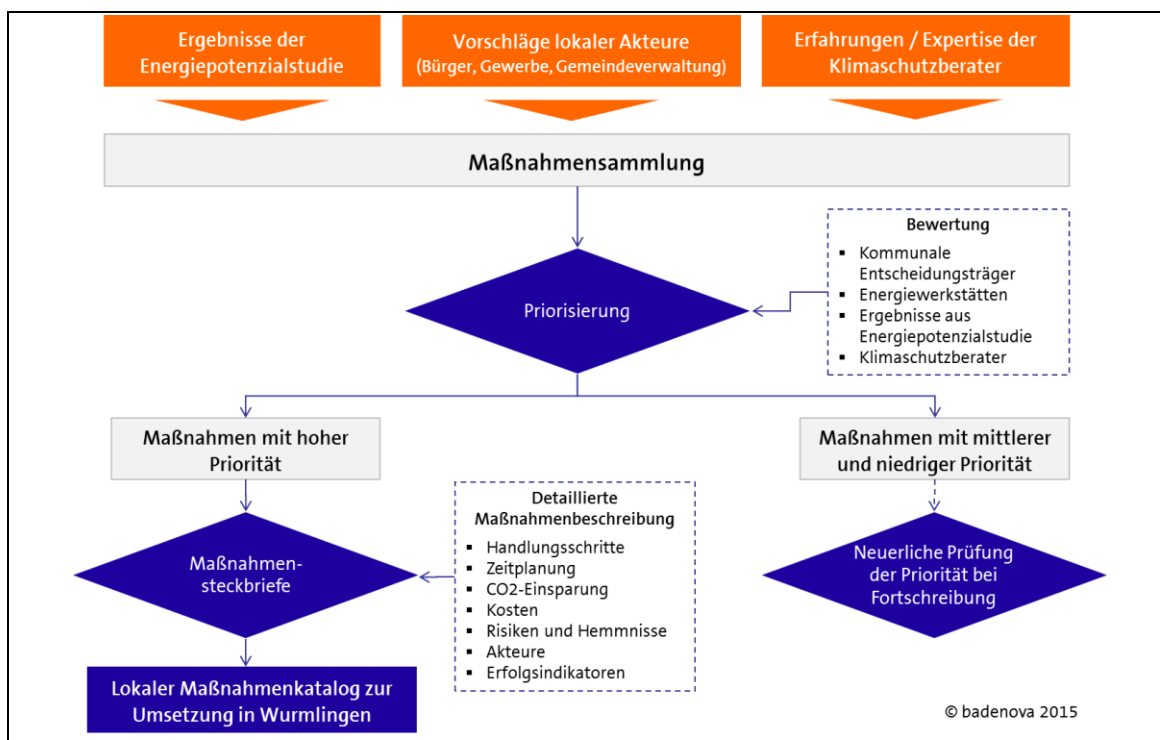 Ergebnisse der
Energiepotenzialstudie
Vorschläge lokaler Akteure
(Bürger, Gewerbe, Gemeindeverwaltung)
Erfahrungen / Expertise der
Klimaschutzberater
Maßnahmensammlung
Bewertung
▪ Kommunale
Entscheidungsträger
▪ Energiewerkstätten
▪ Ergebnisse aus
Energiepotenzialstudie
▪ Klimaschutzberater
Priorisierung
Maßnahmen mit hoher
Priorität
Maßnahmen mit mittlerer
und niedriger Priorität
Detaillierte
Maßnahmenbeschreibung
▪ Handlungsschritte
▪ Zeitplanung
▪ CO2-Einsparung
▪ Kosten
▪ Risiken und Hemmnisse
▪ Akteure
▪ Erfolgsindikatoren
Maßnahmen-
steckbriefe
Neuerliche Prüfung
der Priorität bei
Fortschreibung
Lokaler Maßnahmenkatalog zur
Umsetzung in Wurmlingen
© badenova 2015